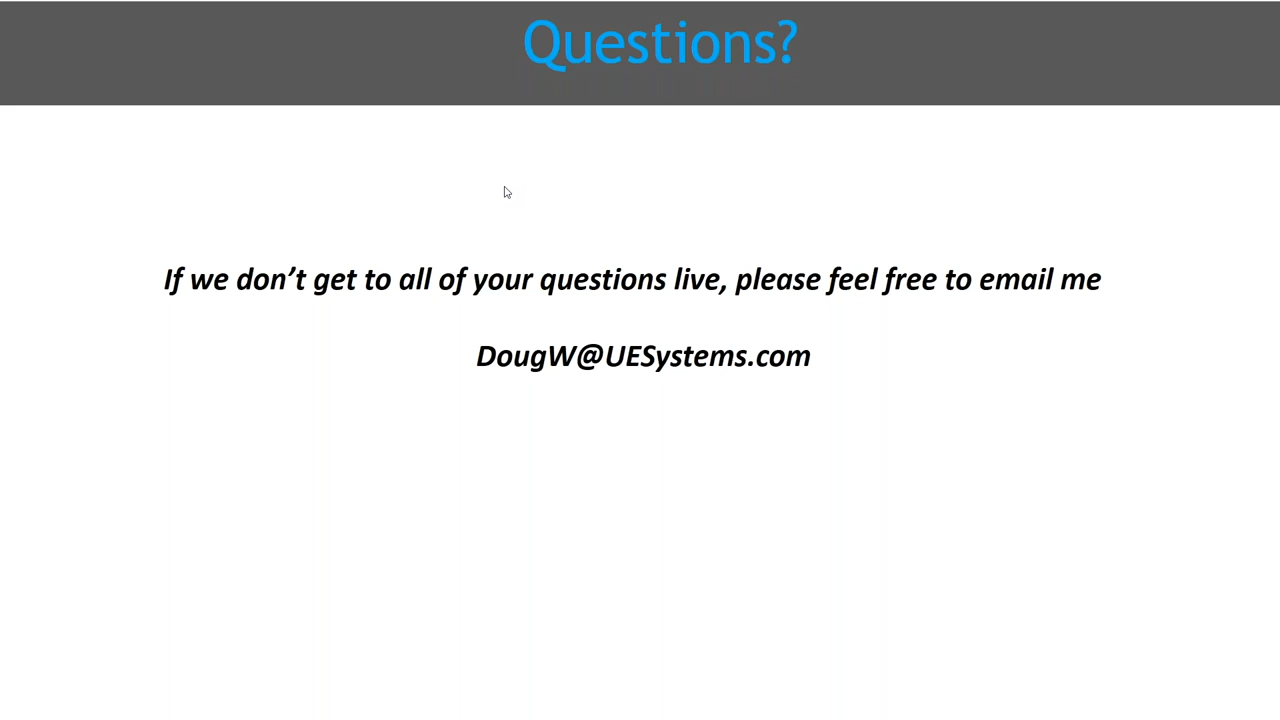 Questions?
If we don’t get to all of your questions live, please feel free to email me
DougW@UESystems.com